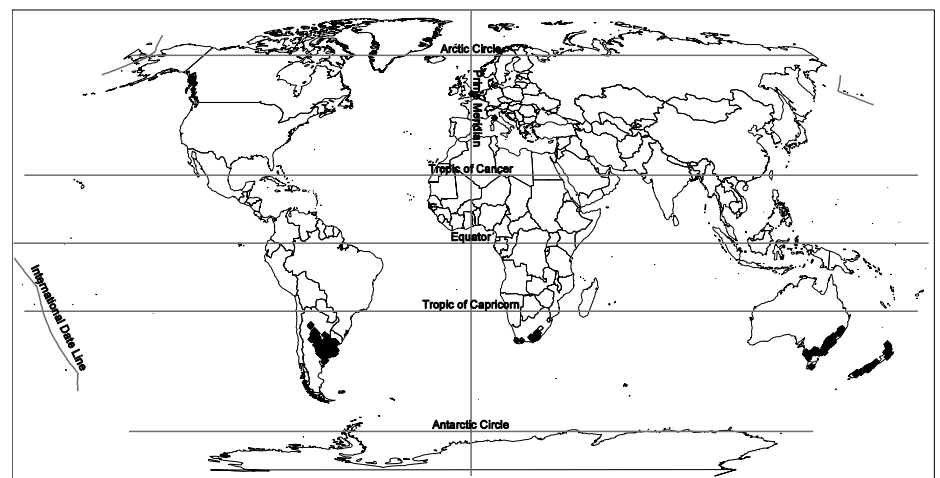 Arctic Circle
Prime Meridian
Tropic of Cancer
Equator
International Date Line
Tropic of Capricorn
Antarctic Circle